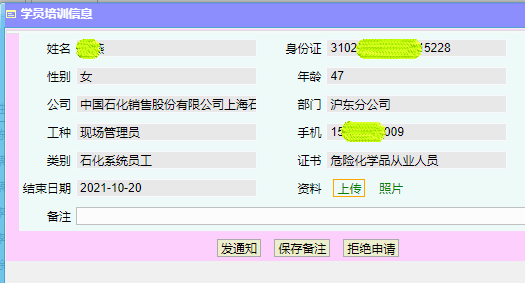 学员培训信息
姓名 燕 身份证 3102 15228
性别 女 年龄 47
公司 中国石化销售股份有限公司上海石 部门 沪东分公司
工种 现场管理员 手机 15 009
类别 石化系统员工 证书 危险化学品从业人员
结束日期 2021-10-20 资料 上传 照片
备注
发通知 保存备注 拒绝申请